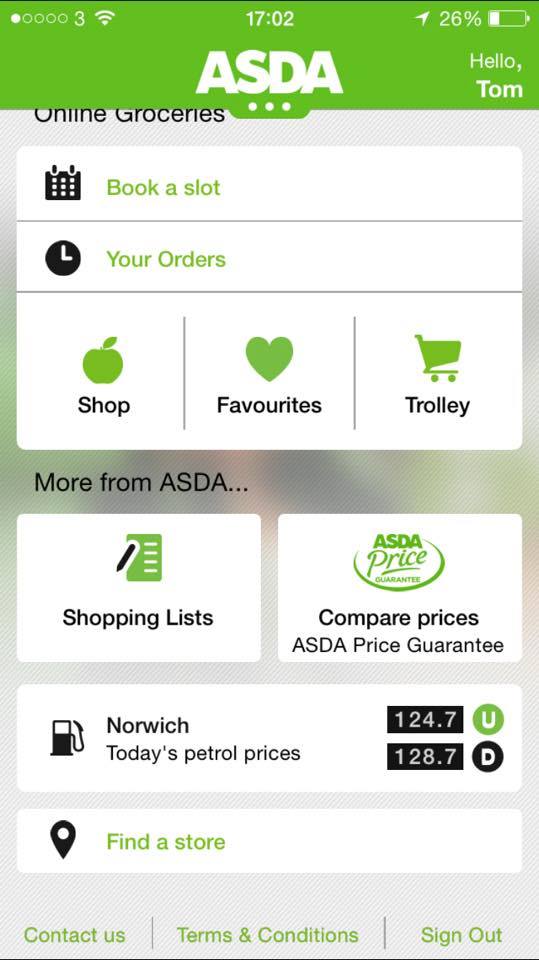 3 17:02 26%
ASDA
Hello,
Tom
Online Groceries
Book a slot
Your Orders
Shop Favourites Trolley
More from ASDA...
Shopping Lists
ASDA
Price
GUARANTEE
Compare prices
ASDA Price Guarantee
Norwich
Today's petrol prices
124.7 U
128.7 D
Find a store
Contact us Terms & Conditions Sign Out